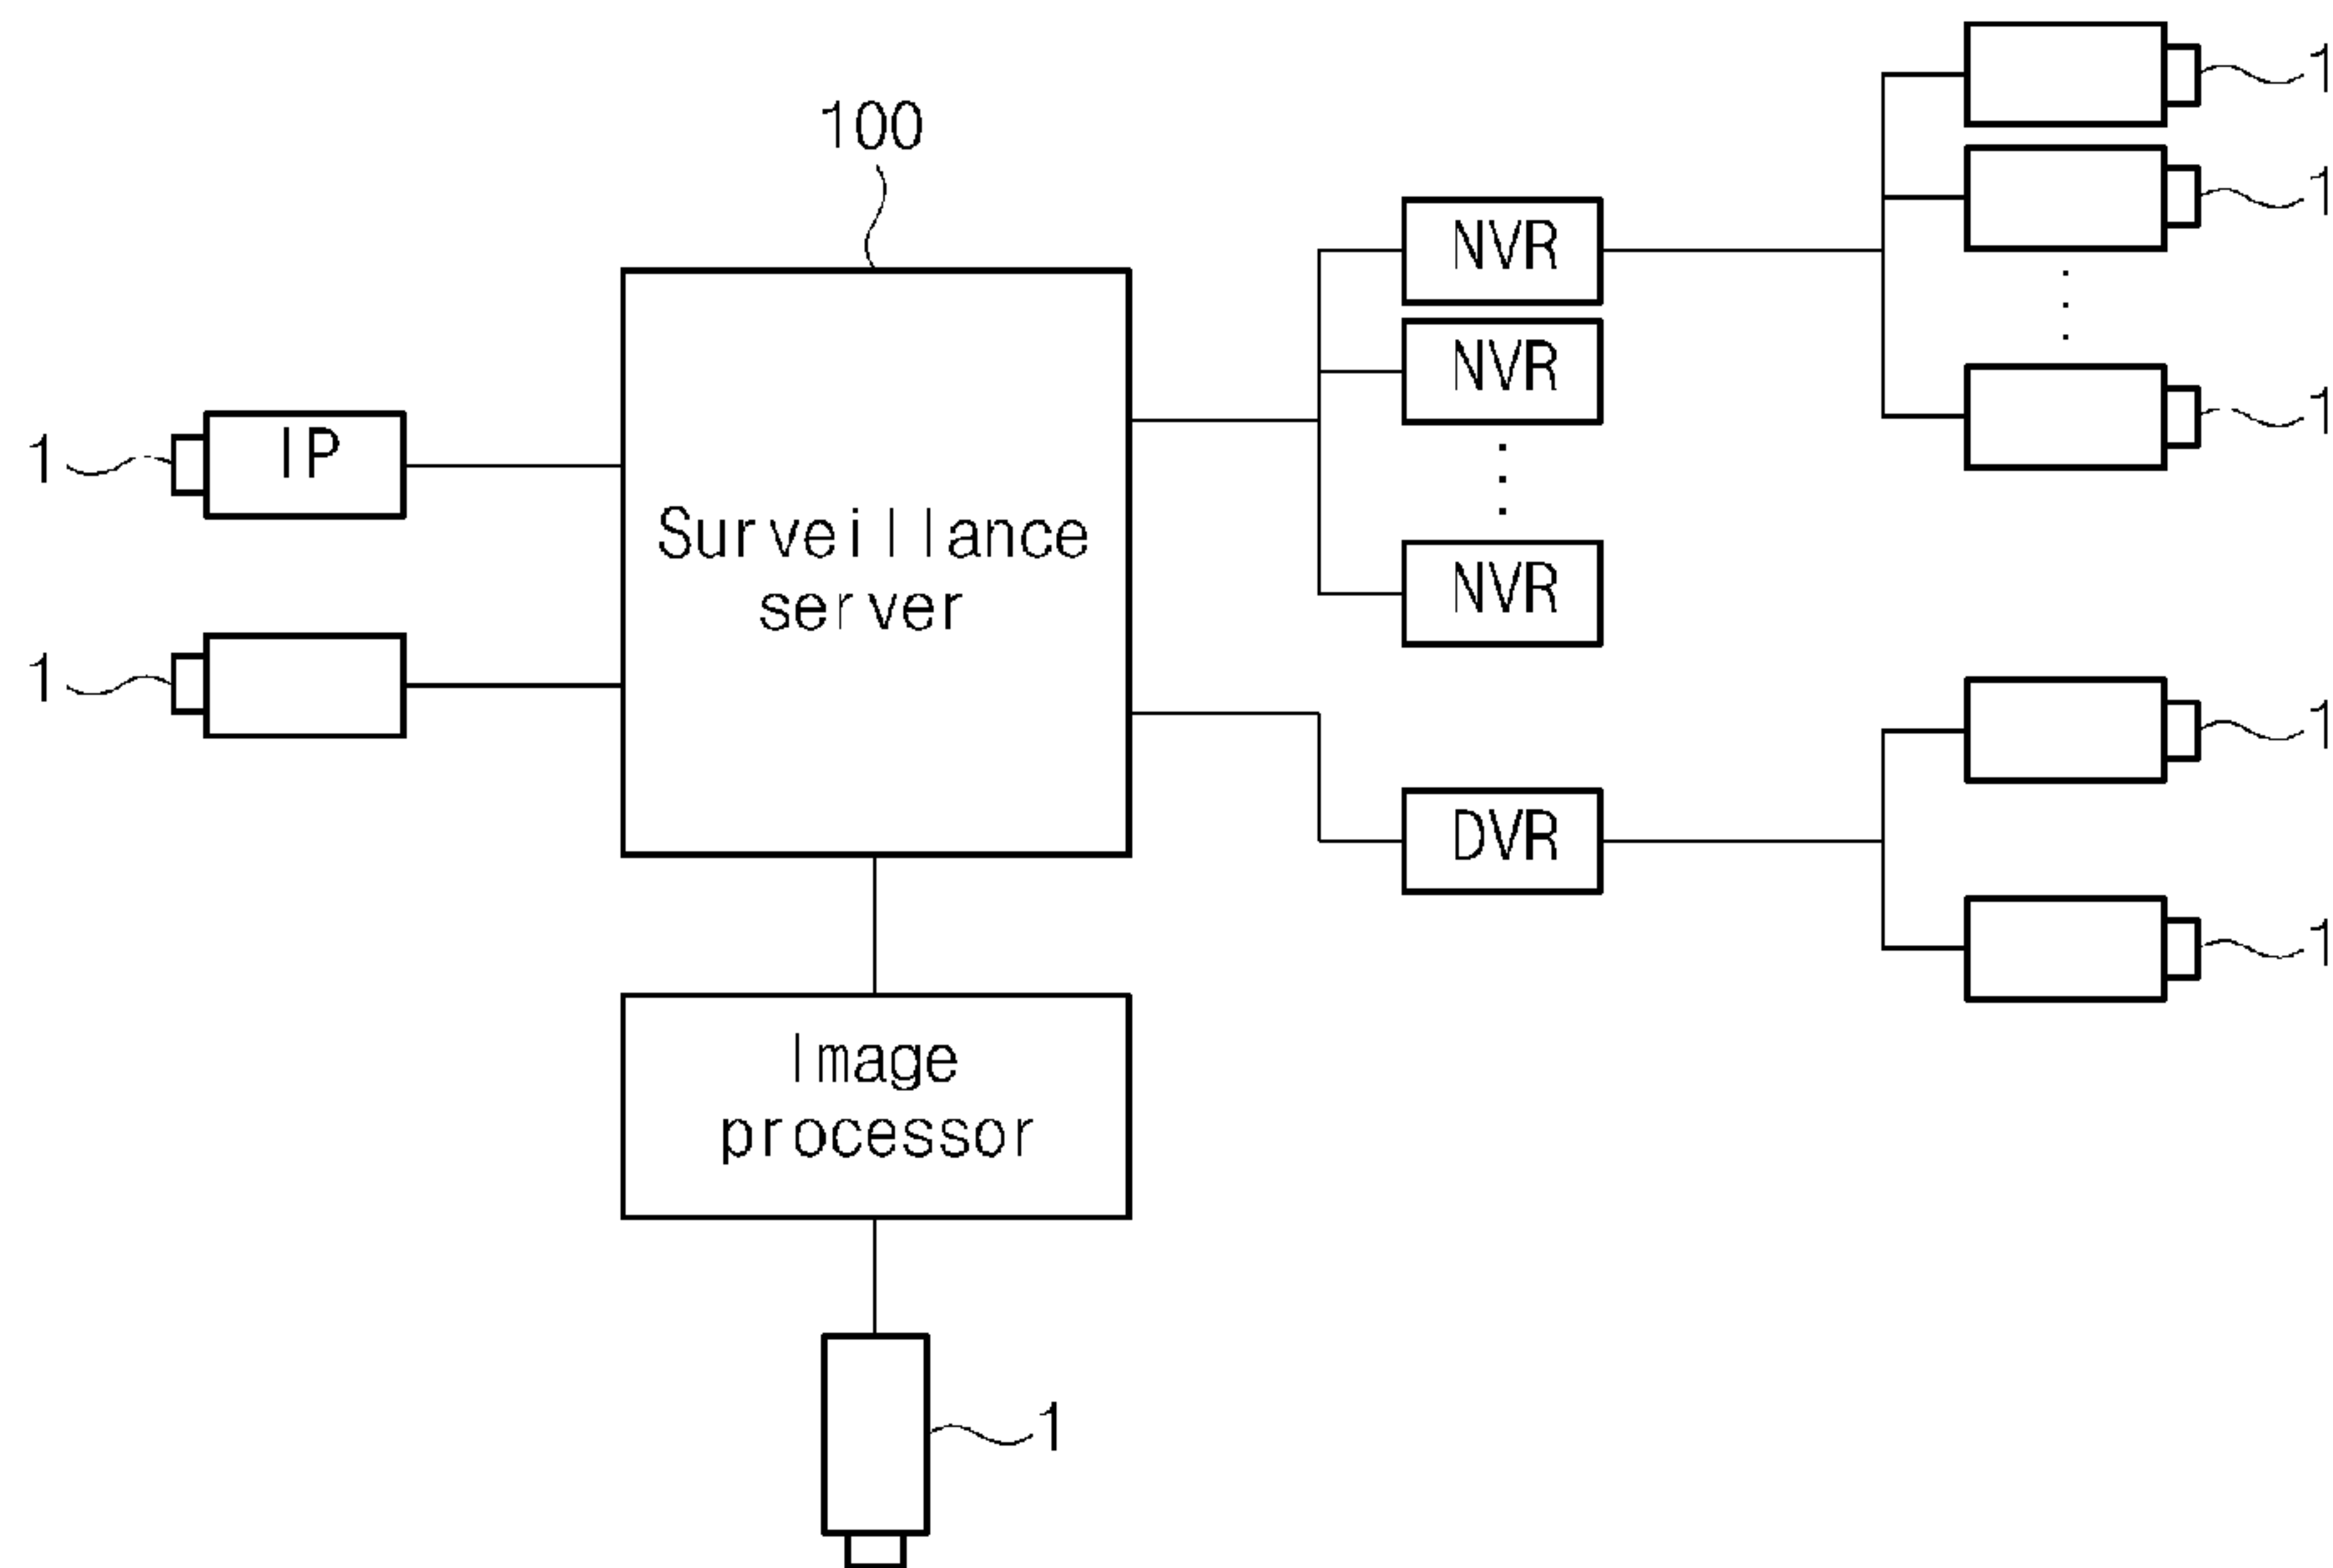 1
100
1
NVR
NVR
1
1
IP
Surveillance
server
NVR
1
1
DVR
1
Image
processor
1